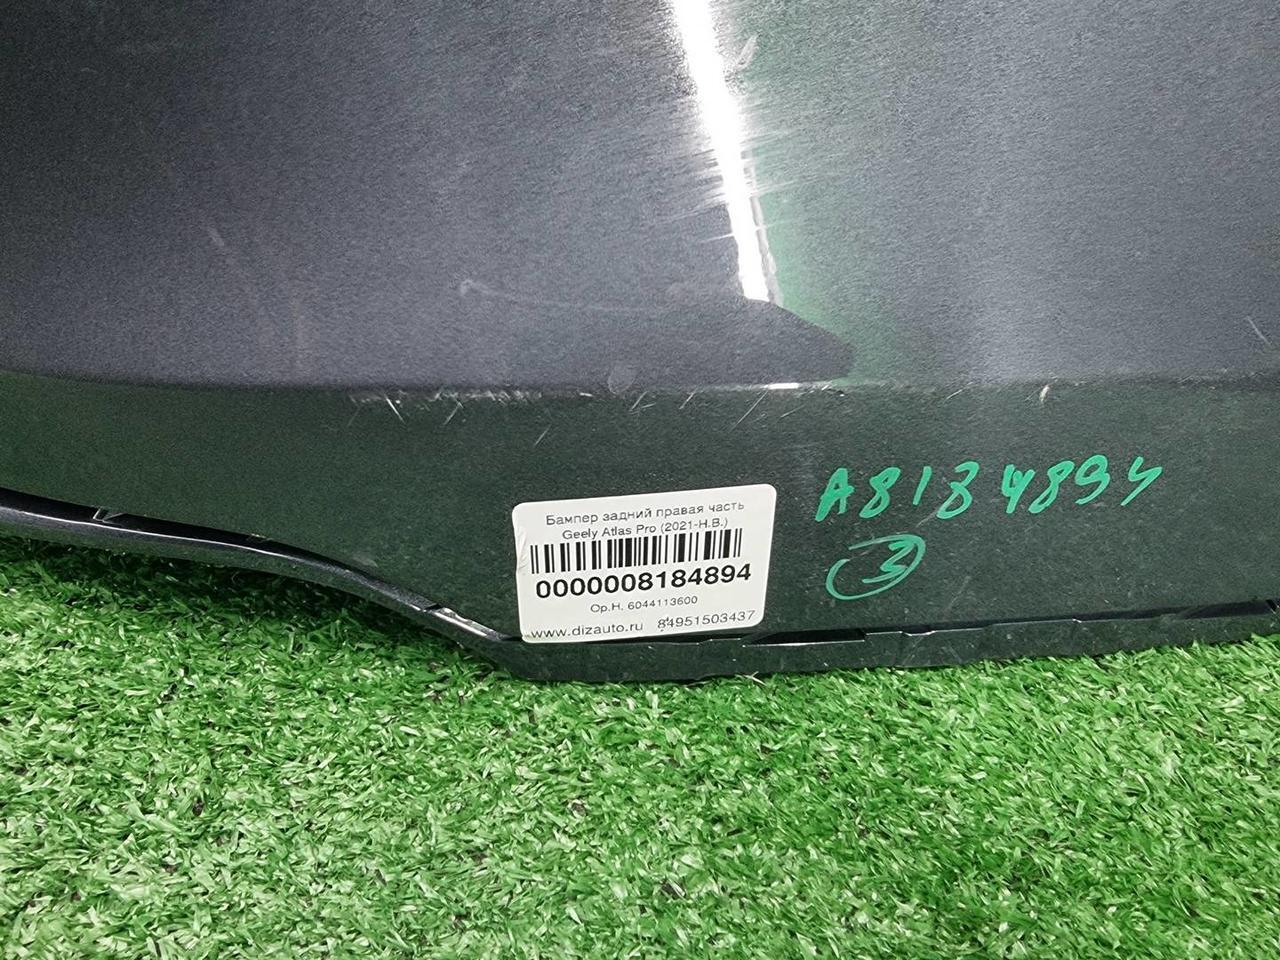 A8184894
3
Бампер задний правая часть
Geely Atlas Pro (2021-Н.В.)
0000008184894
Ор.Н. 6044113600
www.dizauto.ru 84951503437